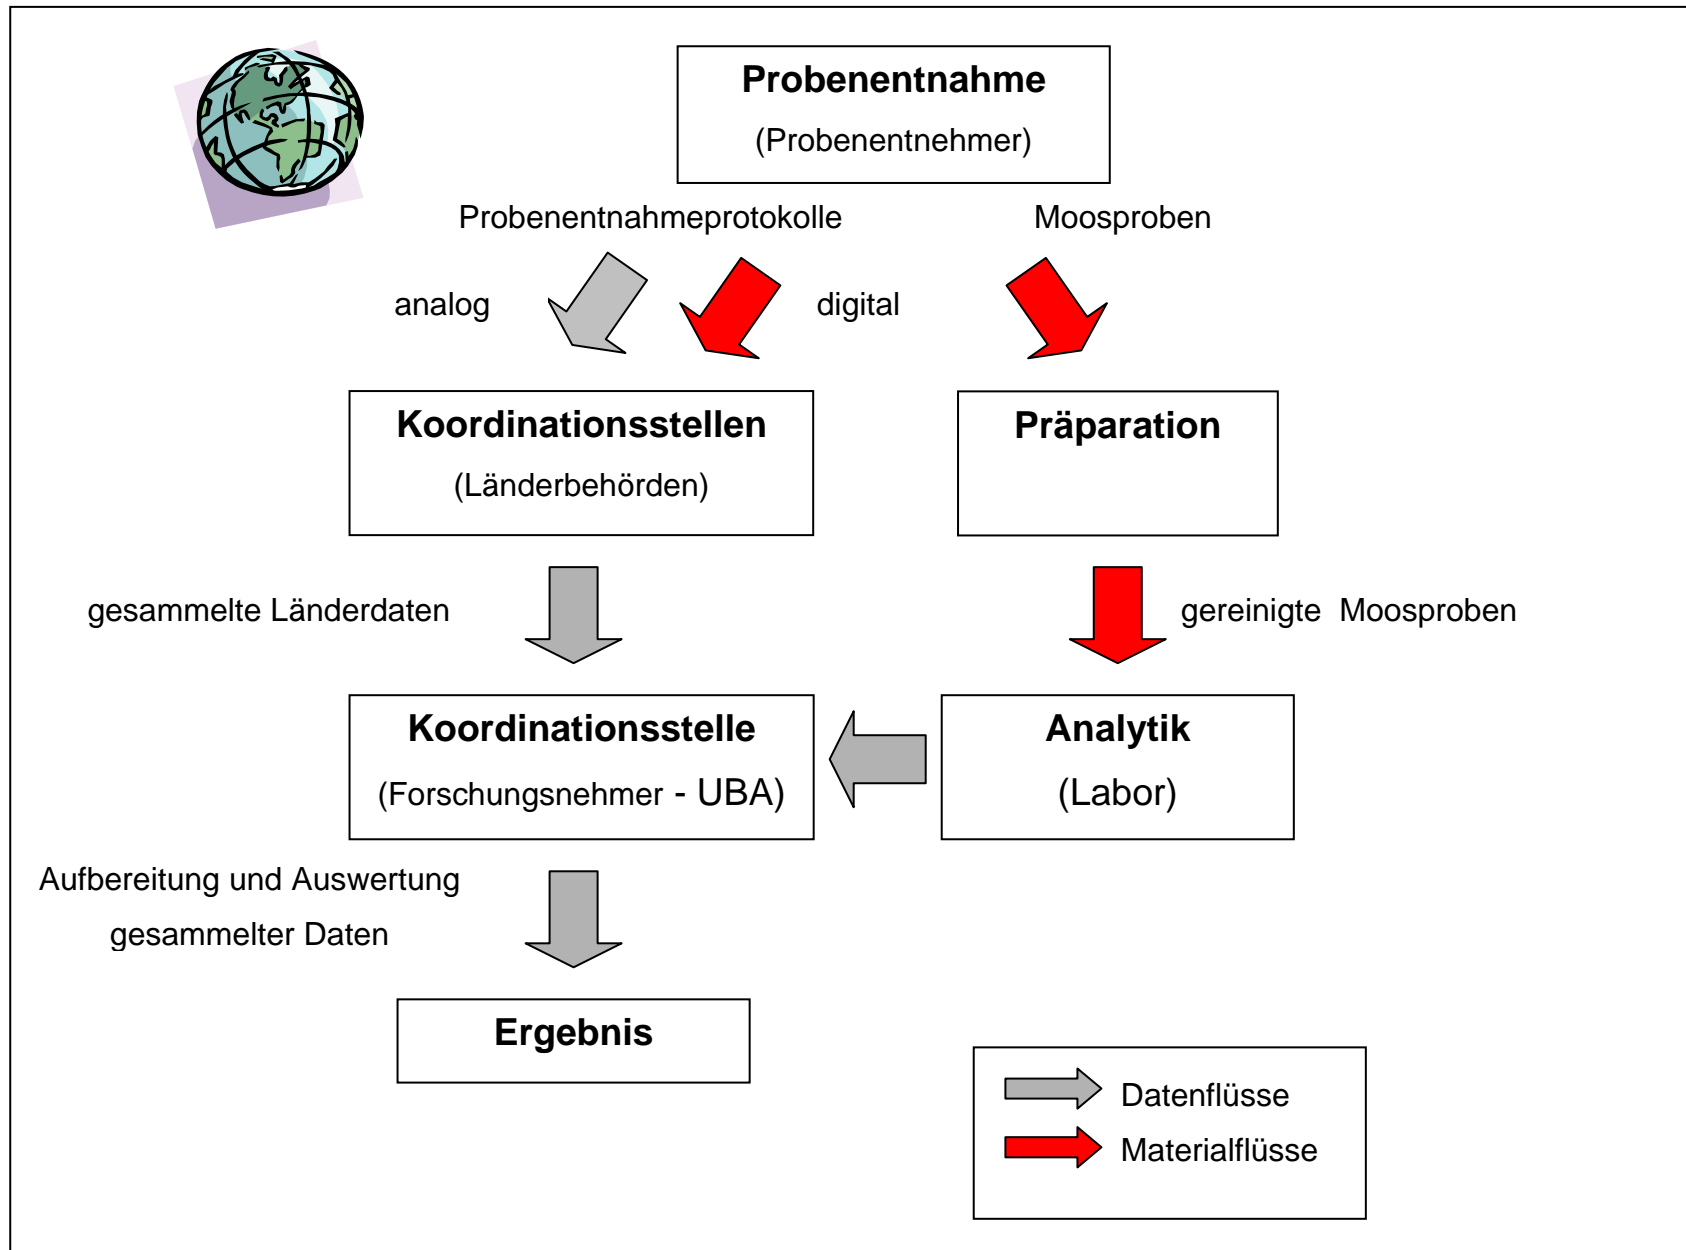 Probenentnahme
(Probenentnehmer)
Probenentnahmeprotokolle
Moosproben
analog
digital
Koordinationsstellen
(Länderbehörden)
Präparation
gesammelte Länderdaten
gereinigte Moosproben
Koordinationsstelle
(Forschungsnehmer - UBA)
Analytik
(Labor)
Aufbereitung und Auswertung
gesammelter Daten
Ergebnis
Datenflüsse
Materialflüsse